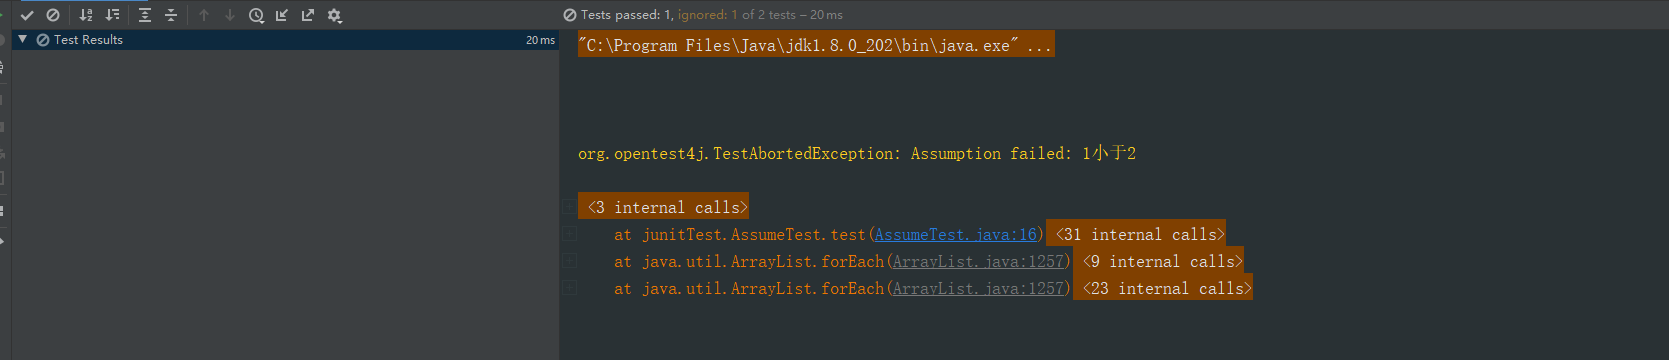 Tests passed: 1, ignored: 1 of 2 tests – 20 ms
Test Results 20 ms
"C:\Program Files\Java\jdk1.8.0_202\bin\java.exe" ...
org.opentest4j.TestAbortedException: Assumption failed: 1小于2
<3 internal calls>
at junitTest.AssumeTest.test(AssumeTest.java:16) <31 internal calls>
at java.util.ArrayList.forEach(ArrayList.java:1257) <9 internal calls>
at java.util.ArrayList.forEach(ArrayList.java:1257) <23 internal calls>